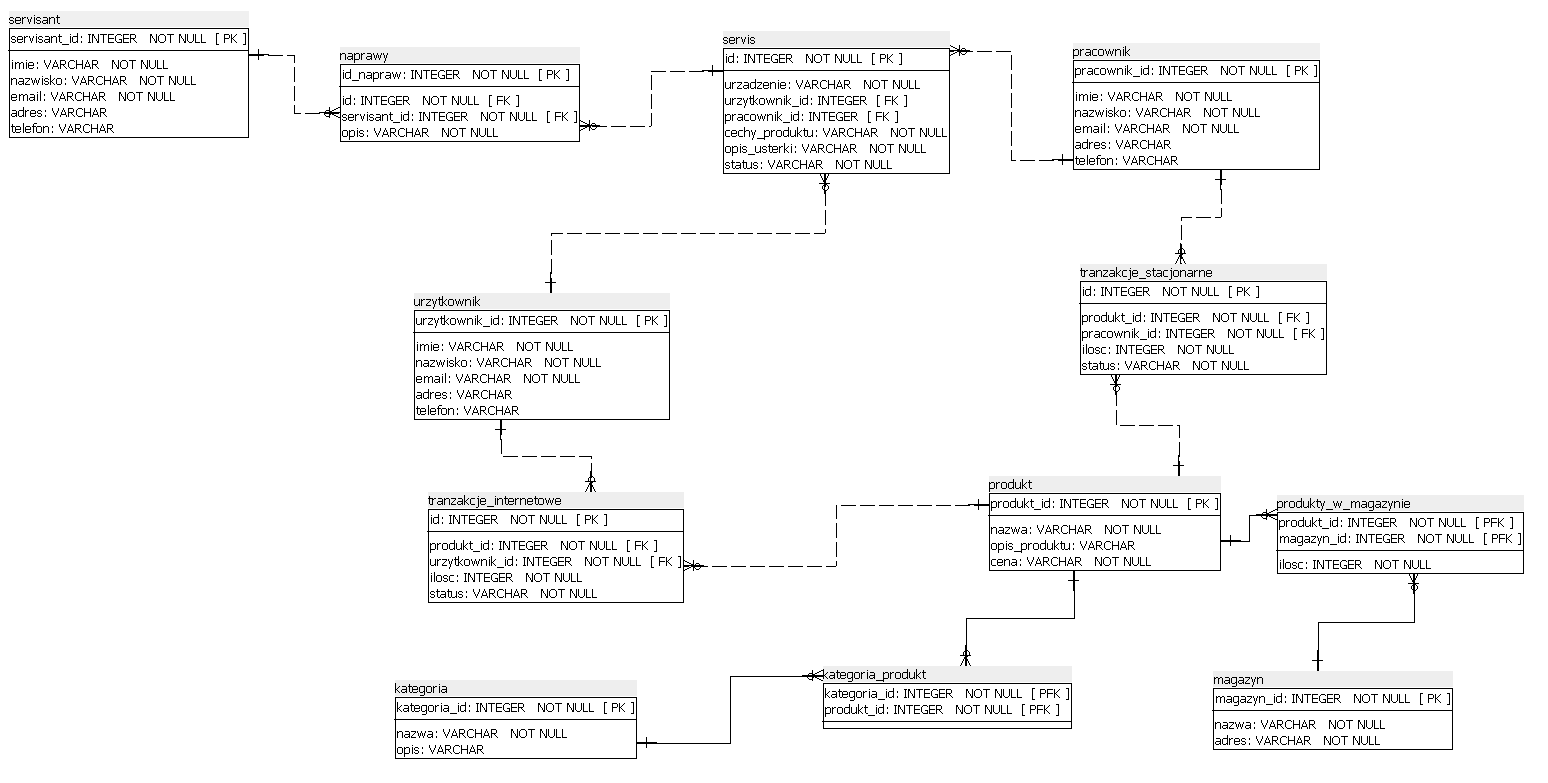 servisant
servisant_id: INTEGER NOT NULL [ PK ]
imie: VARCHAR NOT NULL
nazwisko: VARCHAR NOT NULL
email: VARCHAR NOT NULL
adres: VARCHAR
telefon: VARCHAR
naprawy
id_napraw: INTEGER NOT NULL [ PK ]
id: INTEGER NOT NULL [ FK ]
servisant_id: INTEGER NOT NULL [ FK ]
opis: VARCHAR NOT NULL
servis
id: INTEGER NOT NULL [ PK ]
urzadzenie: VARCHAR NOT NULL
urzytkownik_id: INTEGER [ FK ]
pracownik_id: INTEGER [ FK ]
cechy_produktu: VARCHAR NOT NULL
opis_usterki: VARCHAR NOT NULL
status: VARCHAR NOT NULL
pracownik
pracownik_id: INTEGER NOT NULL [ PK ]
imie: VARCHAR NOT NULL
nazwisko: VARCHAR NOT NULL
email: VARCHAR NOT NULL
adres: VARCHAR
telefon: VARCHAR
urzytkownik
urzytkownik_id: INTEGER NOT NULL [ PK ]
imie: VARCHAR NOT NULL
nazwisko: VARCHAR NOT NULL
email: VARCHAR NOT NULL
adres: VARCHAR
telefon: VARCHAR
tranzakcje_stacjonarne
id: INTEGER NOT NULL [ PK ]
produkt_id: INTEGER NOT NULL [ FK ]
pracownik_id: INTEGER NOT NULL [ FK ]
ilosc: INTEGER NOT NULL
status: VARCHAR NOT NULL
tranzakcje_internetowe
id: INTEGER NOT NULL [ PK ]
produkt_id: INTEGER NOT NULL [ FK ]
urzytkownik_id: INTEGER NOT NULL [ FK ]
ilosc: INTEGER NOT NULL
status: VARCHAR NOT NULL
produkt
produkt_id: INTEGER NOT NULL [ PK ]
nazwa: VARCHAR NOT NULL
opis_produktu: VARCHAR
cena: VARCHAR NOT NULL
produkty_w_magazynie
produkt_id: INTEGER NOT NULL [ PFK ]
magazyn_id: INTEGER NOT NULL [ PFK ]
ilosc: INTEGER NOT NULL
kategoria
kategoria_id: INTEGER NOT NULL [ PK ]
nazwa: VARCHAR NOT NULL
opis: VARCHAR
kategoria_produkt
kategoria_id: INTEGER NOT NULL [ PFK ]
produkt_id: INTEGER NOT NULL [ PFK ]
magazyn
magazyn_id: INTEGER NOT NULL [ PK ]
nazwa: VARCHAR NOT NULL
adres: VARCHAR NOT NULL